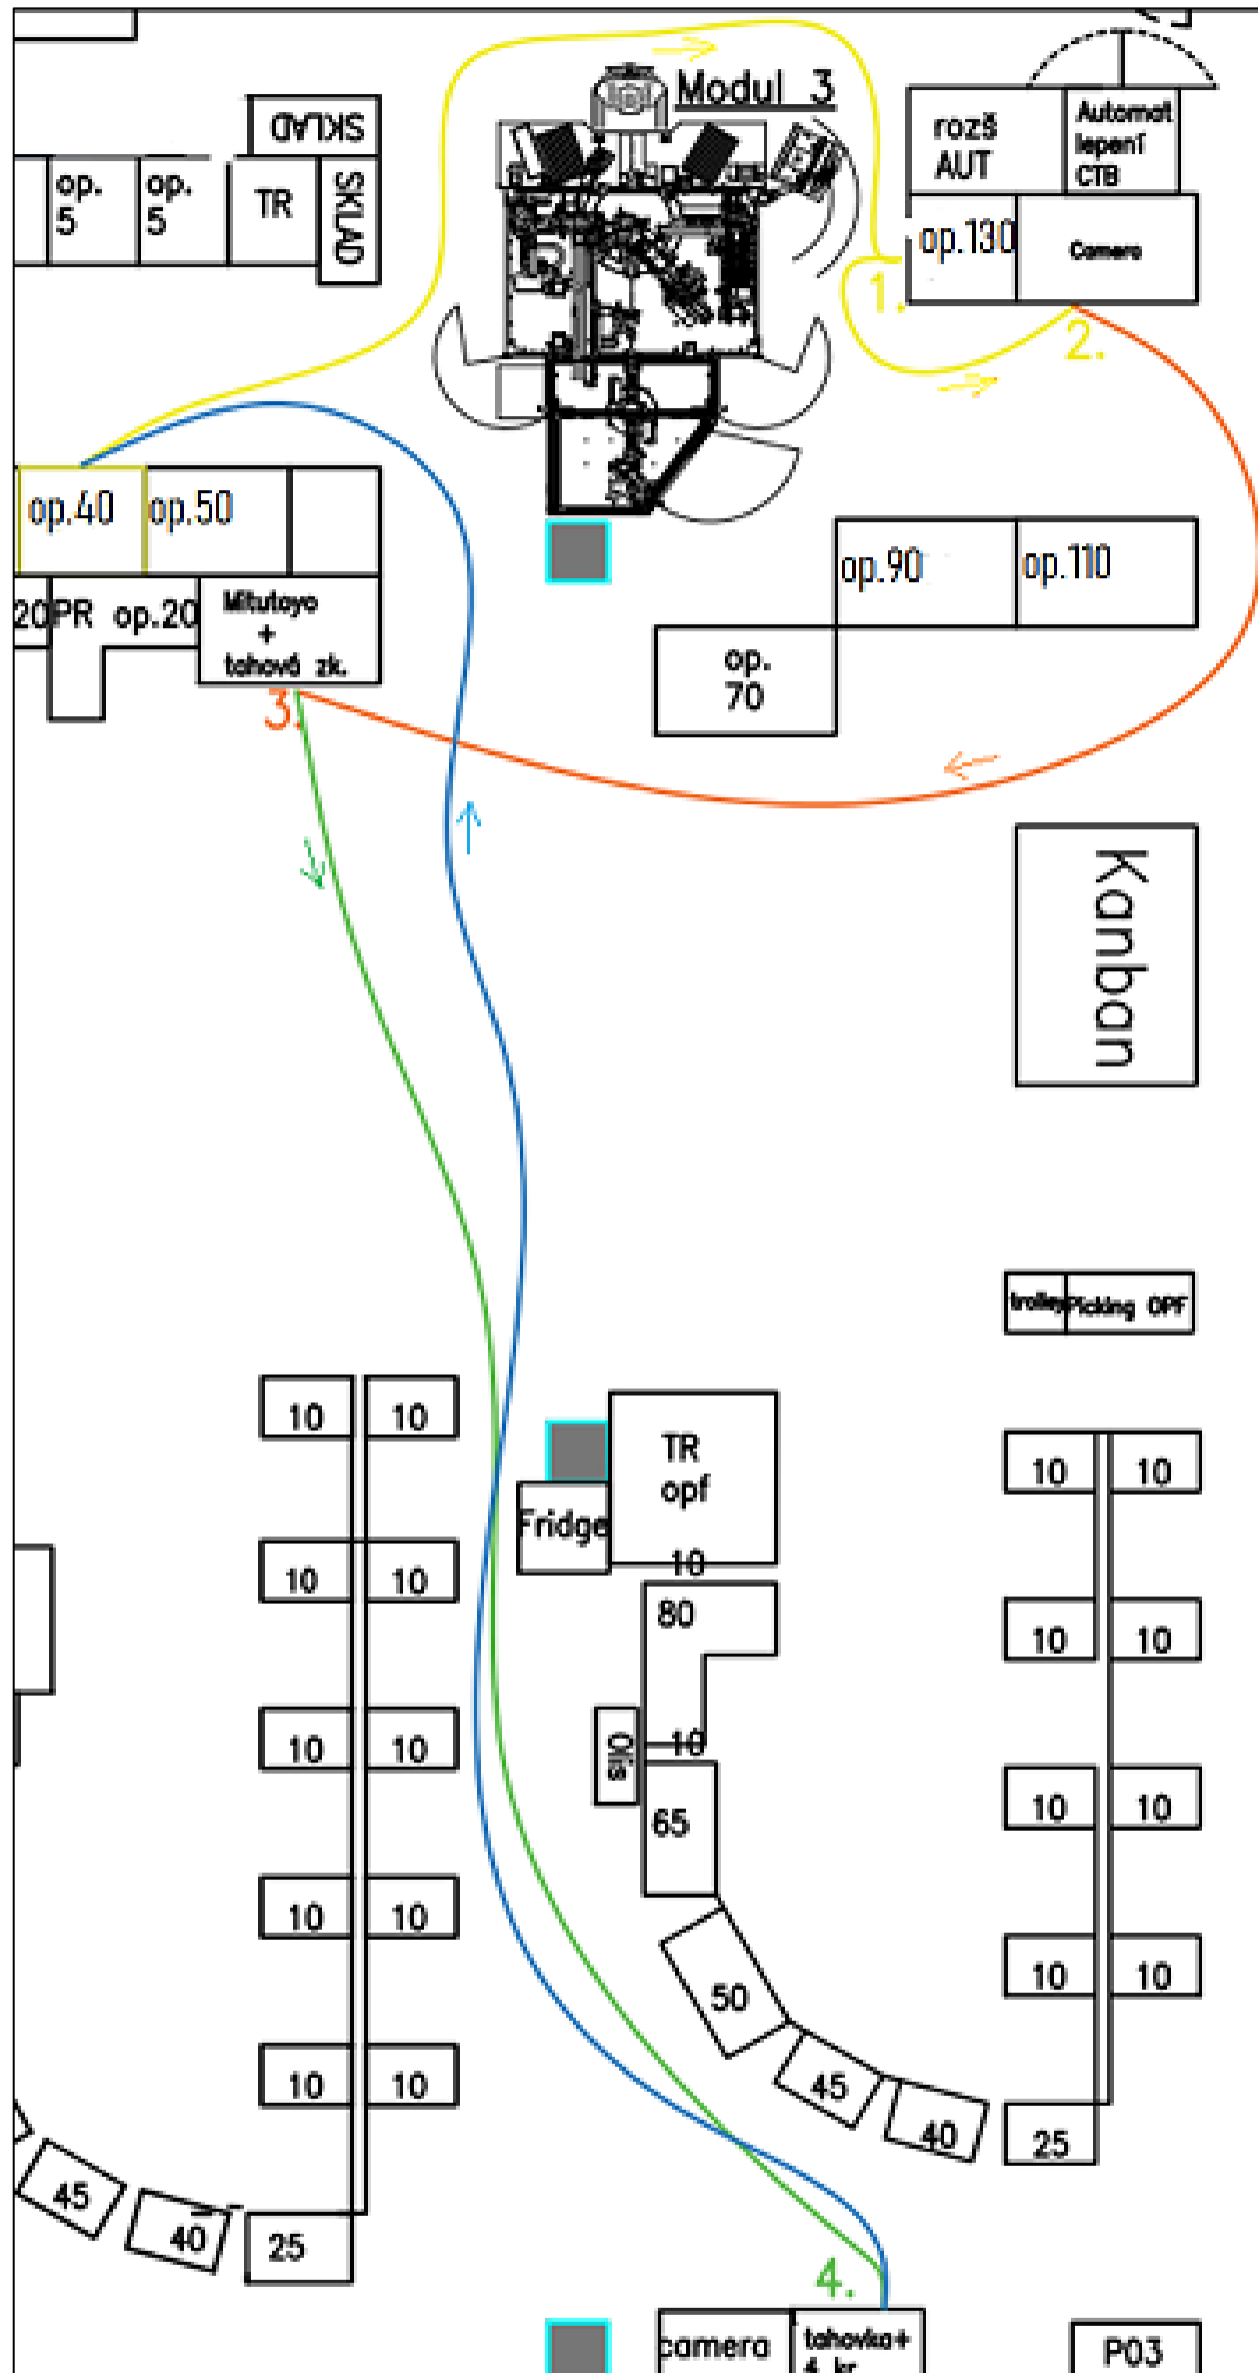 Modul 3
SKLAD
op.
5
op.
5
TR
SKLAD
rozš
AUT
Automat
lepení
CTB
op.130
Camera
1.
2.
op.40
op.50
20
PR
op.20
Mitutoyo
+
tahová zk.
3.
op.90
op.110
op.
70
Kanban
trolley
Picking OPF
10
10
10
10
10
10
10
10
10
10
TR
opf
Fridge
10
80
10
Olis
65
50
45
40
25
10
10
10
10
10
10
10
10
45
40
25
4.
camera
tahovka+
P03